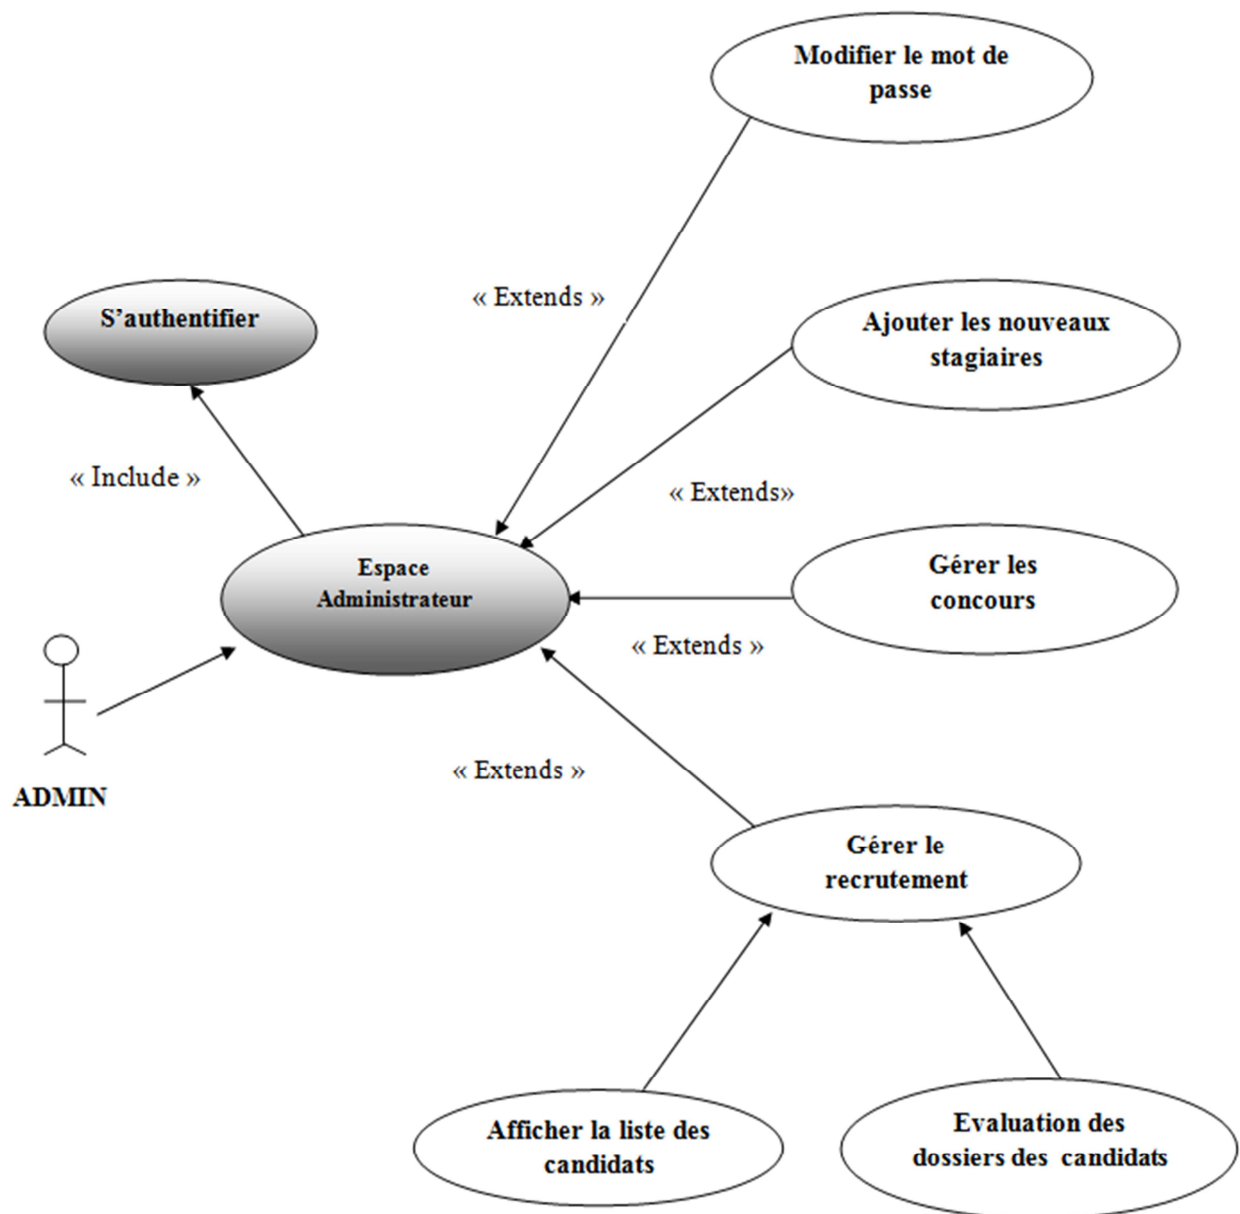 Modifier le mot de
passe
« Extends »
S’authentifier
Ajouter les nouveaux
stagiaires
« Include »
« Extends»
Espace
Administrateur
Gérer les
concours
« Extends »
ADMIN
« Extends »
Gérer le
recrutement
Afficher la liste des
candidats
Evaluation des
dossiers des  candidats